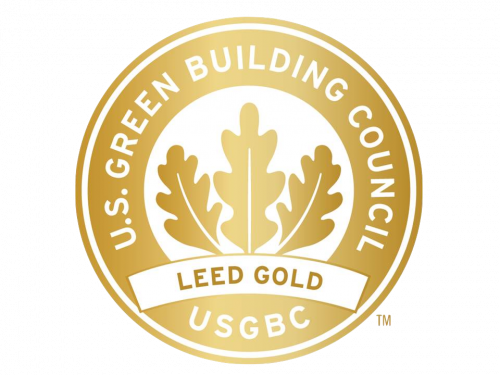 U.S. GREEN BUILDING COUNCIL
LEED GOLD
USGBC
TM